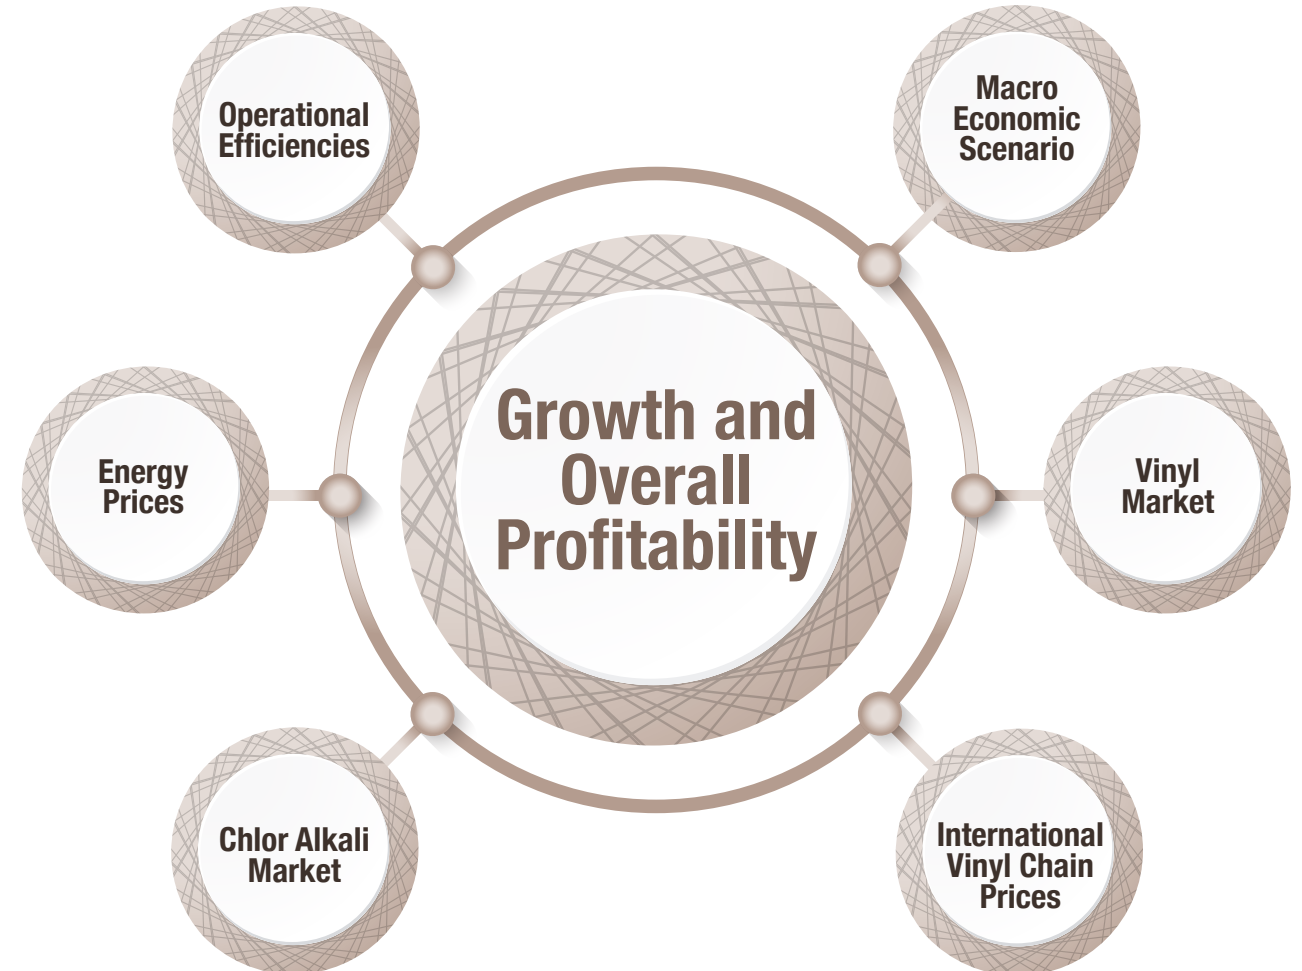 Operational
Efficiencies
Macro
Economic
Scenario
Growth and
Overall
Profitability
Energy
Prices
Vinyl
Market
Chlor Alkali
Market
International
Vinyl Chain
Prices